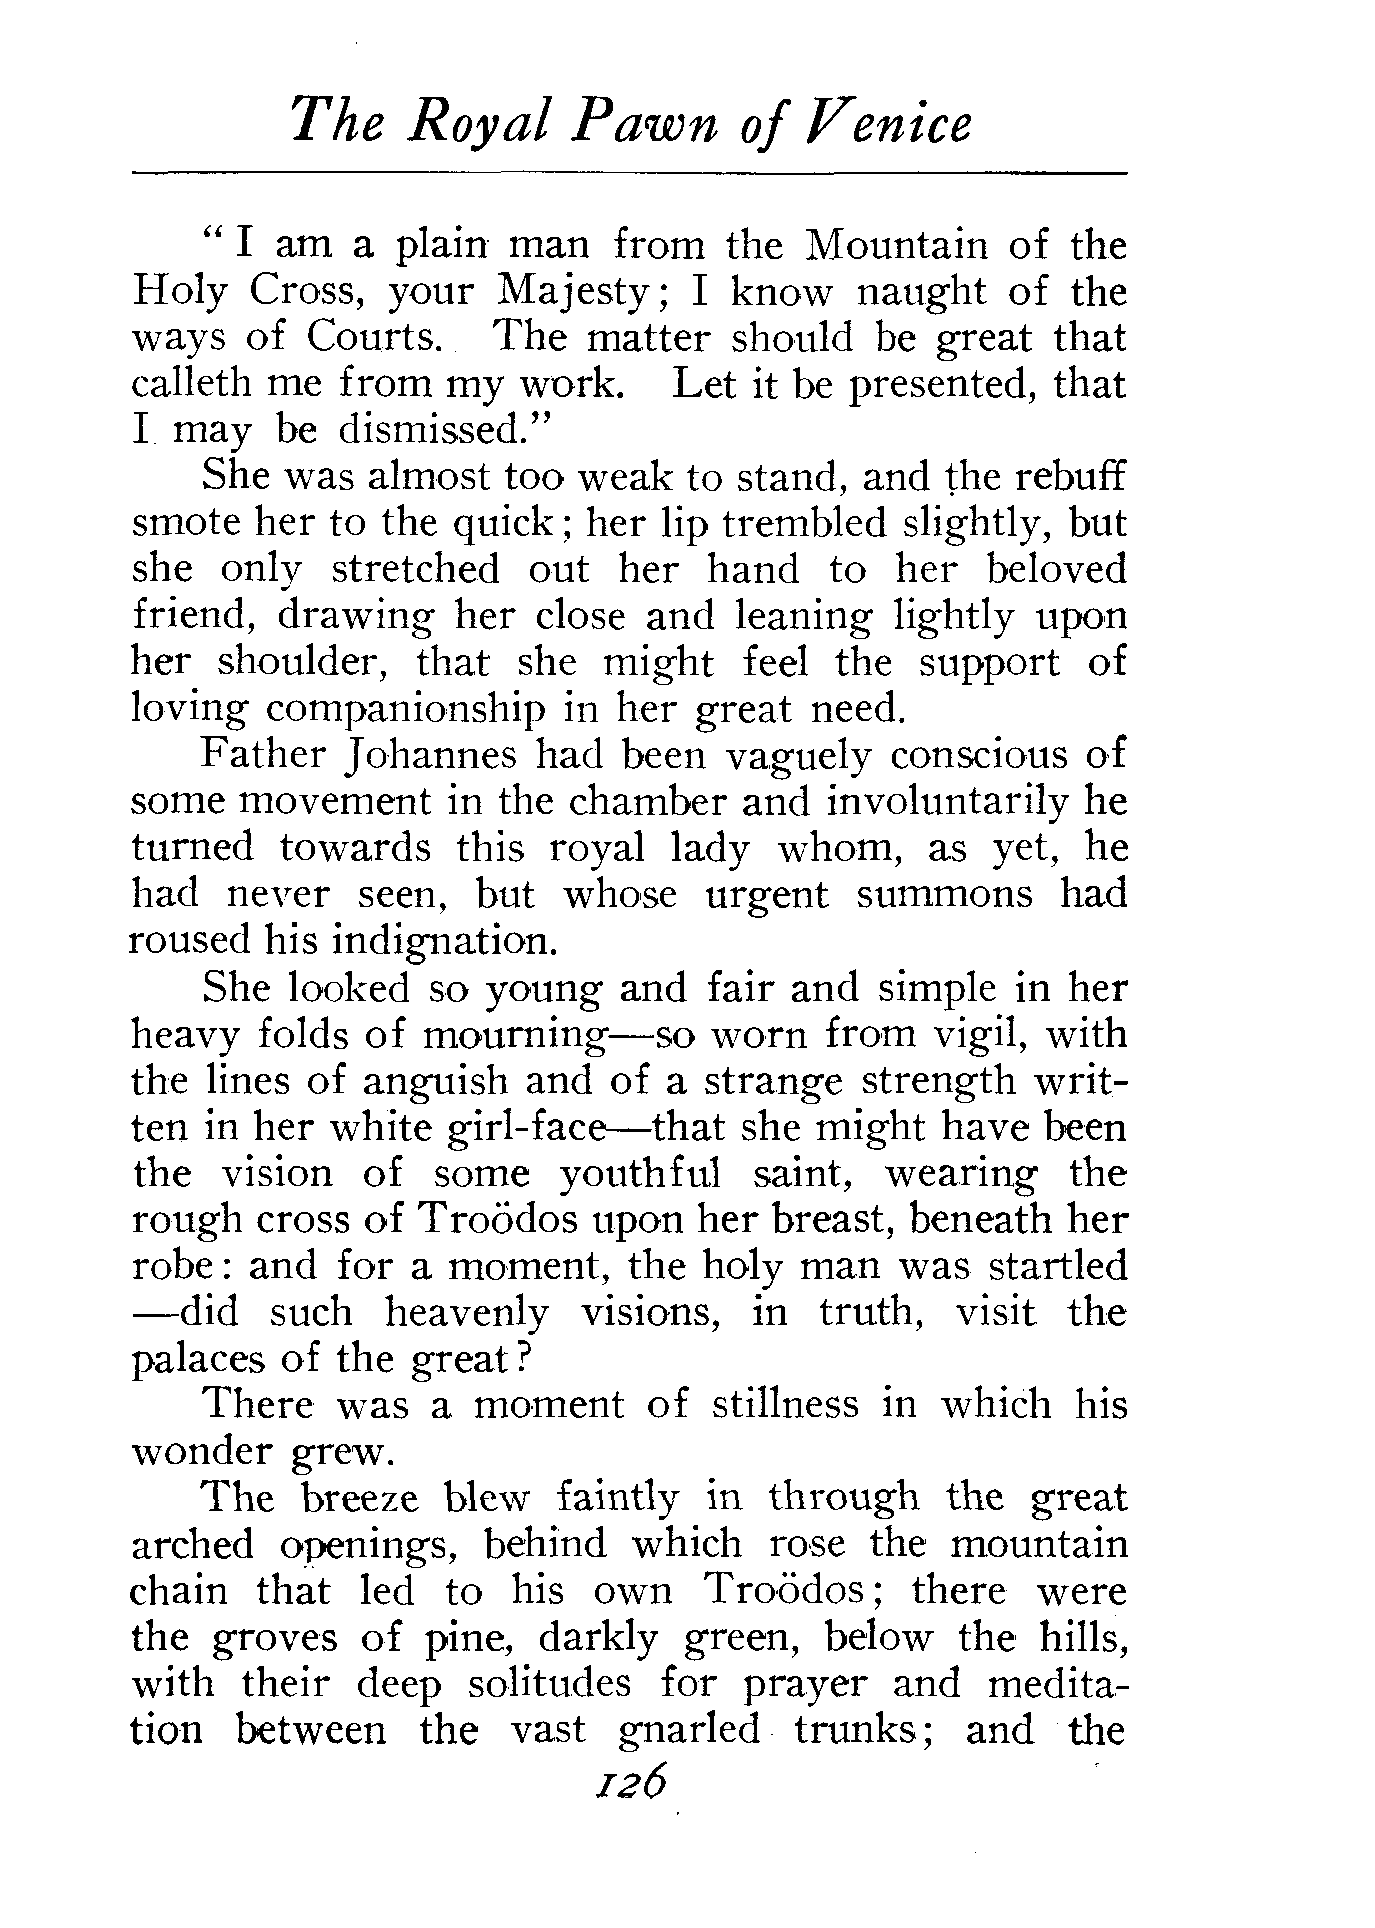 The Royal Pawn of Venice
“ I am a plain man from the Mountain of the
Holy Cross, your Majesty; I know naught of the
ways of Courts. The matter should be great that
calleth me from my work. Let it be presented, that
I may be dismissed.”
She was almost too weak to stand, and the rebuff
smote her to the quick; her lip trembled slightly, but
she only stretched out her hand to her beloved
friend, drawing her close and leaning lightly upon
her shoulder, that she might feel the support of
loving companionship in her great need.
Father Johannes had been vaguely conscious of
some movement in the chamber and involuntarily he
turned towards this royal lady whom, as yet, he
had never seen, but whose urgent summons had
roused his indignation.
She looked so young and fair and simple in her
heavy folds of mourning—so worn from vigil, with
the lines of anguish and of a strange strength writ-
ten in her white girl-face—that she might have been
the vision of some youthful saint, wearing the
rough cross of Troödos upon her breast, beneath her
robe: and for a moment, the holy man was startled
—did such heavenly visions, in truth, visit the
palaces of the great?
There was a moment of stillness in which his
wonder grew.
The breeze blew faintly in through the great
arched openings, behind which rose the mountain
chain that led to his own Troödos; there were
the groves of pine, darkly green, below the hills,
with their deep solitudes for prayer and medita-
tion between the vast gnarled trunks; and the
126